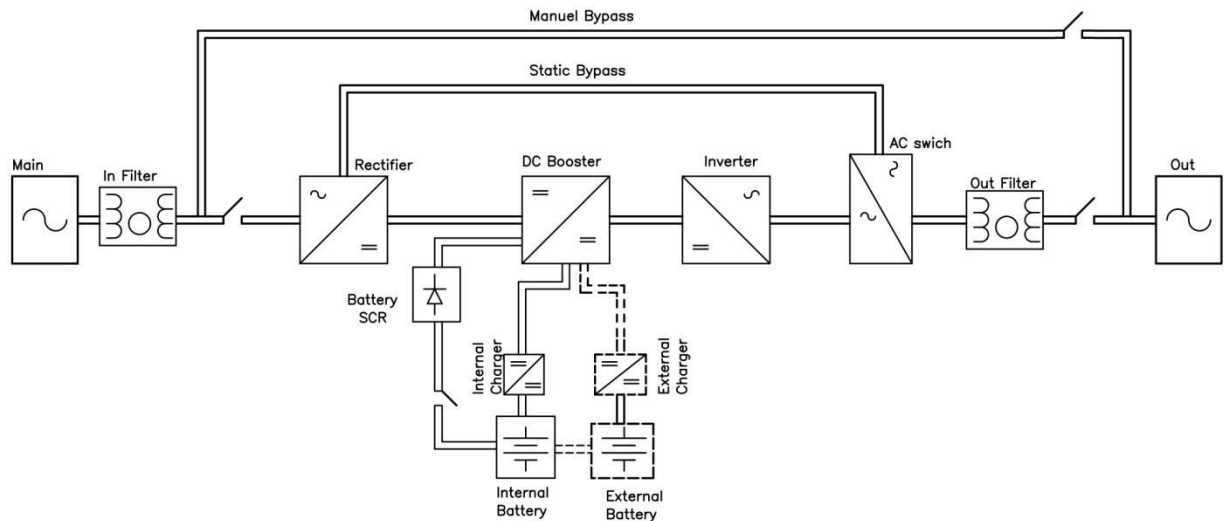 Manuel Bypass
Static Bypass
Main
In Filter
Rectifier
DC Booster
Inverter
AC swich
Out Filter
Out
Battery
SCR
Internal
Charger
External
Charger
Internal
Battery
External
Battery